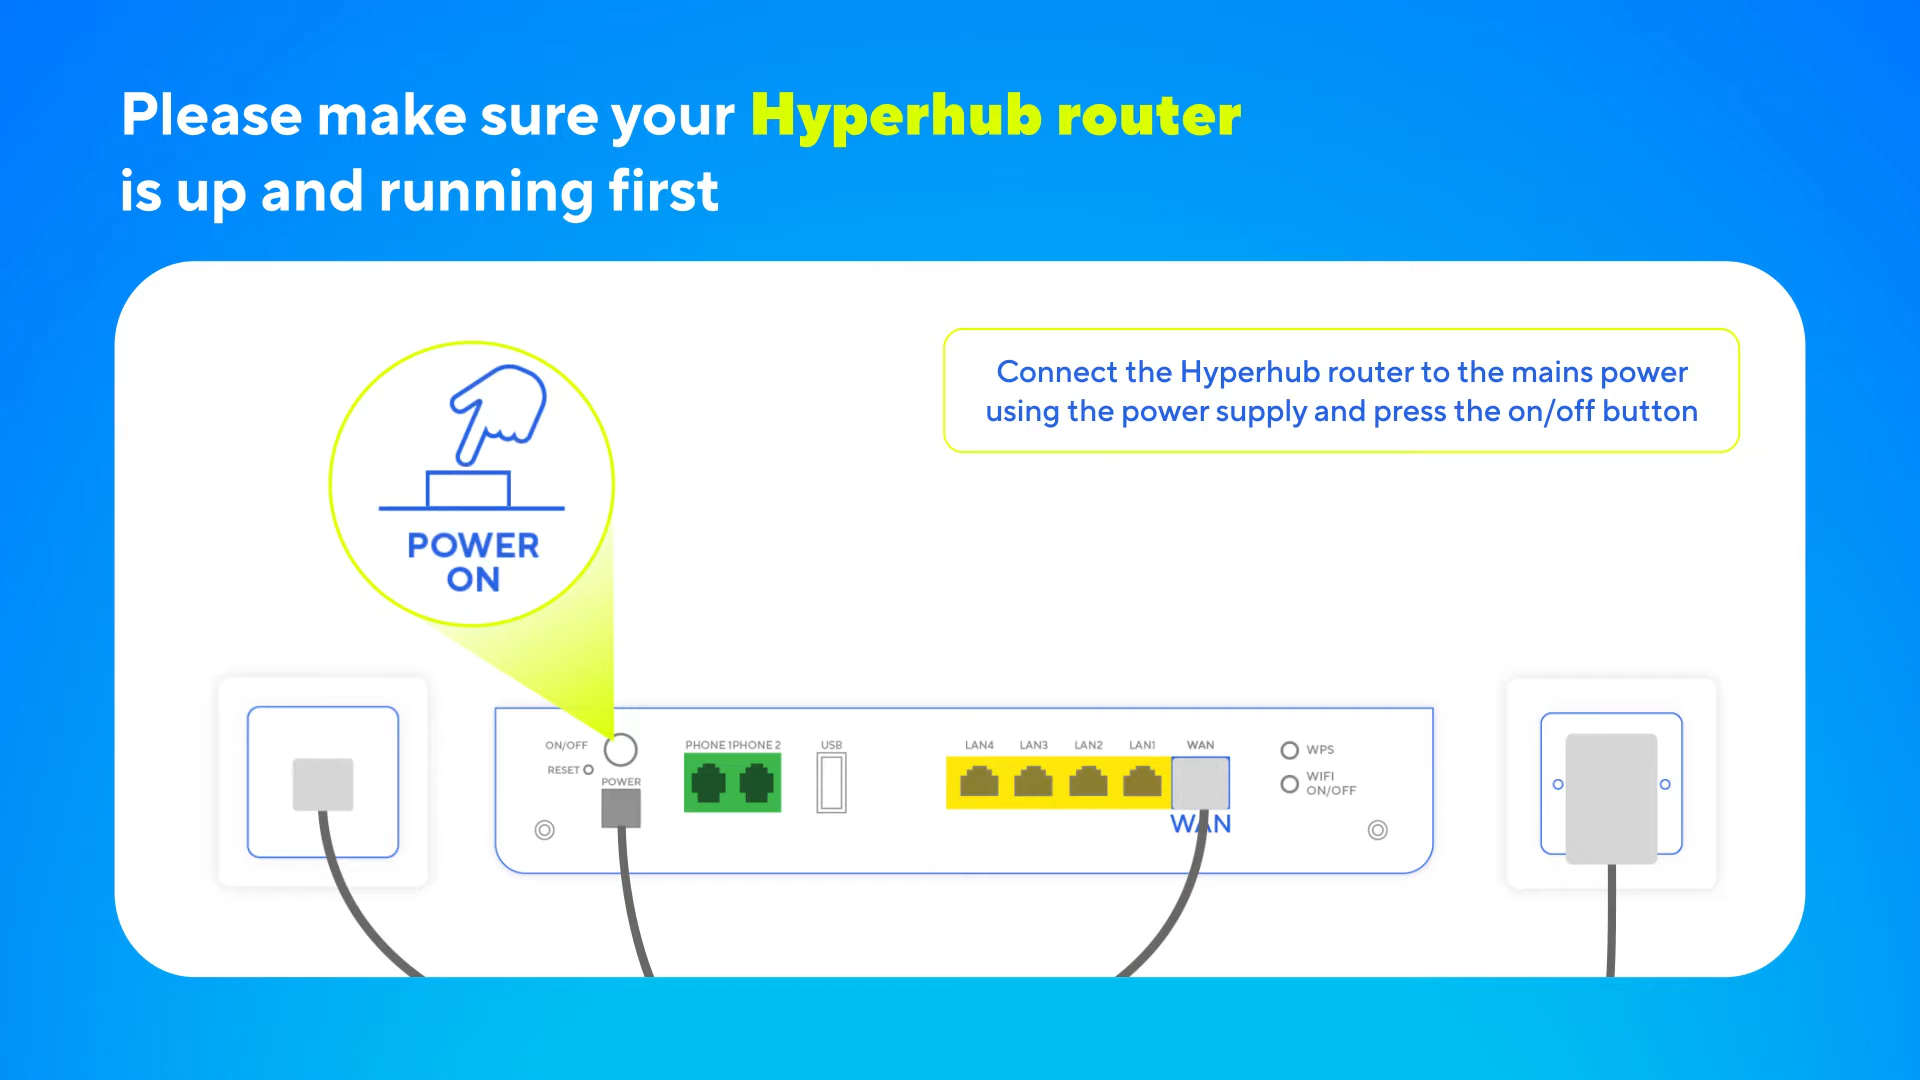 Please make sure your Hyperhub router
is up and running first
Connect the Hyperhub router to the mains power
using the power supply and press the on/off button
POWER
ON
ON/OFF
RESET
POWER
PHONE 1 PHONE 2
USB
LAN4 LAN3 LAN2 LAN1 WAN
WAN
WPS
WIFI
ON/OFF